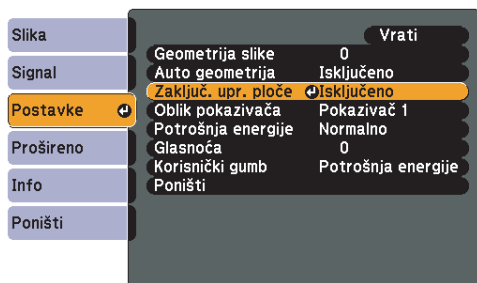 Slika
Signal
Postavke
Prošireno
Info
Poništi
Vrati
Geometrija slike 0
Auto geometrija Isključeno
Zaključ. upr. ploče Isključeno
Oblik pokazivača Pokazivač 1
Potrošnja energije Normalno
Glasnoća 0
Korisnički gumb Potrošnja energije
Poništi